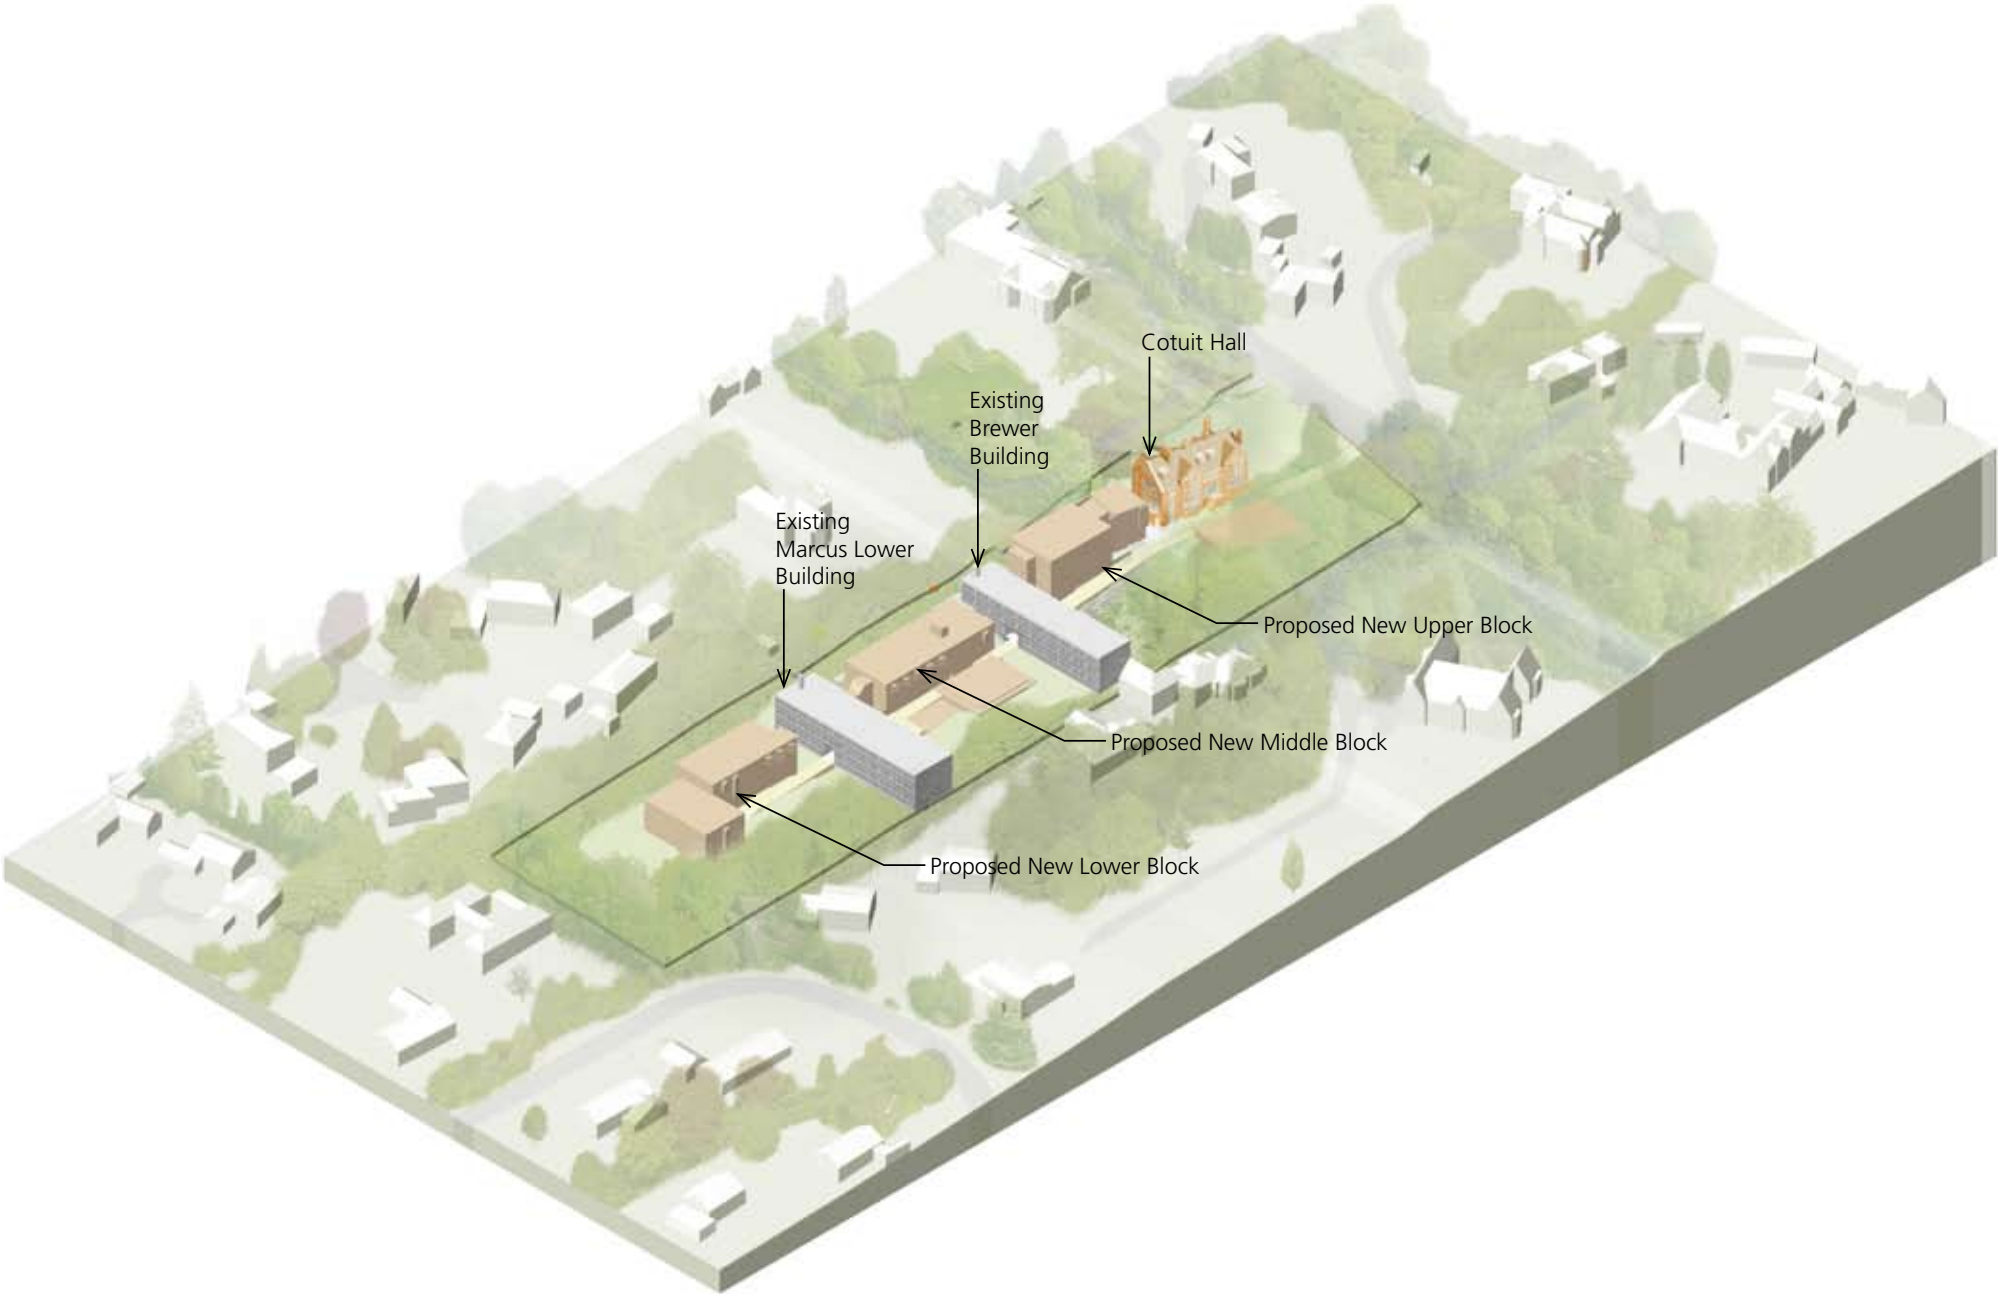 Cotuit Hall
Existing
Brewer
Building
Existing
Marcus Lower
Building
Proposed New Upper Block
Proposed New Middle Block
Proposed New Lower Block